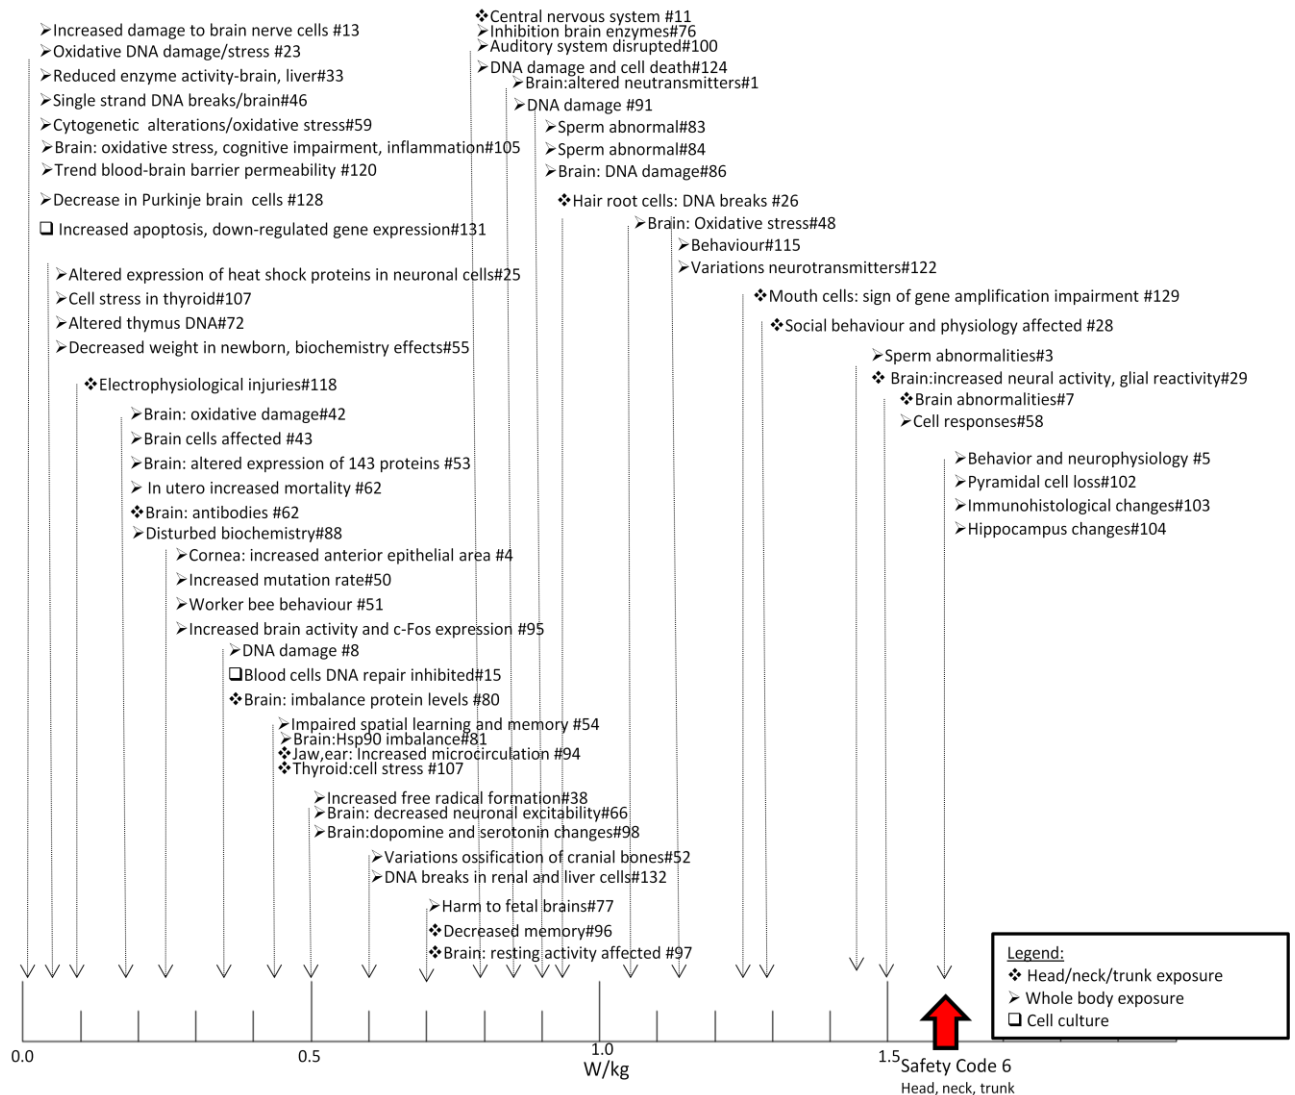 Increased damage to brain nerve cells #13
Oxidative DNA damage/stress #23
Reduced enzyme activity-brain, liver#33
Single strand DNA breaks/brain#46
Cytogenetic alterations/oxidative stress#59
Brain: oxidative stress, cognitive impairment, inflammation#105
Trend blood-brain barrier permeability #120
Decrease in Purkinje brain cells #128
Increased apoptosis, down-regulated gene expression#131
Altered expression of heat shock proteins in neuronal cells#25
Cell stress in thyroid#107
Altered thymus DNA#72
Decreased weight in newborn, biochemistry effects#55
Electrophysiological injuries#118
Brain: oxidative damage#42
Brain cells affected #43
Brain: altered expression of 143 proteins #53
In utero increased mortality #62
Brain: antibodies #62
Disturbed biochemistry#88
Cornea: increased anterior epithelial area #4
Increased mutation rate#50
Worker bee behaviour #51
Increased brain activity and c-Fos expression #95
DNA damage #8
Blood cells DNA repair inhibited#15
Brain: imbalance protein levels #80
Impaired spatial learning and memory #54
Brain:Hsp90 imbalance#81
Jaw,ear: Increased microcirculation #94
Thyroid:cell stress #107
Increased free radical formation#38
Brain: decreased neuronal excitability#66
Brain:dopomine and serotonin changes#98
Variations ossification of cranial bones#52
DNA breaks in renal and liver cells#132
Harm to fetal brains#77
Decreased memory#96
Brain: resting activity affected #97
Central nervous system #11
Inhibition brain enzymes#76
Auditory system disrupted#100
DNA damage and cell death#124
Brain:altered neutransmitters#1
DNA damage #91
Sperm abnormal#83
Sperm abnormal#84
Brain: DNA damage#86
Hair root cells: DNA breaks #26
Brain: Oxidative stress#48
Behaviour#115
Variations neurotransmitters#122
Mouth cells: sign of gene amplification impairment #129
Social behaviour and physiology affected #28
Sperm abnormalities#3
Brain:increased neural activity, glial reactivity#29
Brain abnormalities#7
Cell responses#58
Behavior and neurophysiology #5
Pyramidal cell loss#102
Immunohistological changes#103
Hippocampus changes#104
Legend:
Head/neck/trunk exposure
Whole body exposure
Cell culture
0.0
0.5
1.0
1.5
W/kg
Safety Code 6
Head, neck, trunk